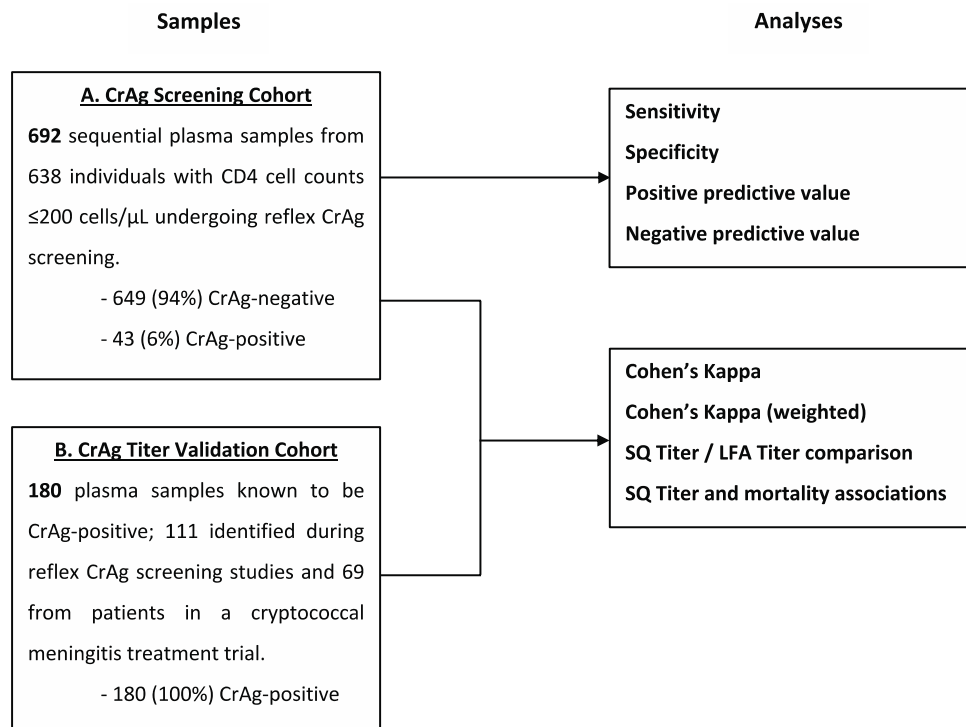 Samples
Analyses
A. CrAg Screening Cohort
692 sequential plasma samples from
638 individuals with CD4 cell counts
≤200 cells/µL undergoing reflex CrAg
screening.
- 649 (94%) CrAg-negative
- 43 (6%) CrAg-positive
Sensitivity
Specificity
Positive predictive value
Negative predictive value
B. CrAg Titer Validation Cohort
180 plasma samples known to be
CrAg-positive; 111 identified during
reflex CrAg screening studies and 69
from patients in a cryptococcal
meningitis treatment trial.
- 180 (100%) CrAg-positive
Cohen's Kappa
Cohen's Kappa (weighted)
SQ Titer / LFA Titer comparison
SQ Titer and mortality associations